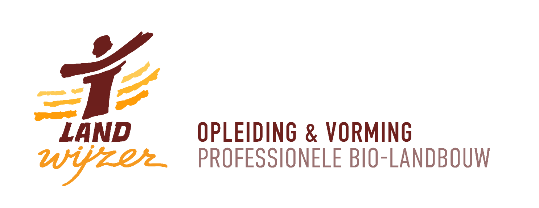 LAND
wijzer
OPLEIDING & VORMING
PROFESSIONELE BIO-LANDBOUW